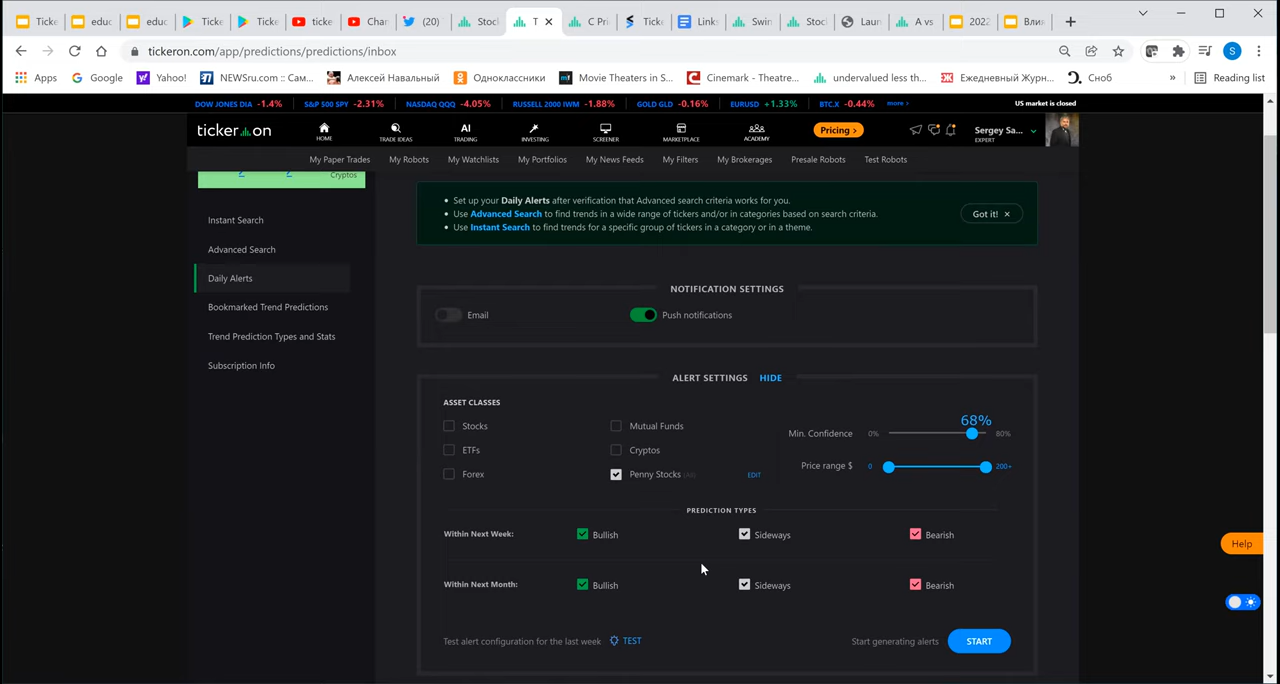 Ticke
educ
educ
Ticke
Ticke
ticke
Chan
(20)
Stoc
T
C Pri
Ticke
Links
Swin
Stoc
Laun
A vs
2022
Вли
tickeron.com/app/predictions/predictions/inbox
Apps
Google
Yahoo!
NEWSru.com :: Сам...
Алексей Навальный
Одноклассники
Movie Theaters in S...
Cinemark - Theatre...
undervalued less th...
Ежедневный Журн...
Сноб
»
Reading list
DOW JONES DIA -1.4%
S&P 500 SPY -2.31%
NASDAQ QQQ -4.05%
RUSSELL 2000 IWM -1.88%
GOLD GLD -0.16%
EURUSD +1.33%
BTC.X -0.44%
more >
US market is closed
tickeron
HOME
TRADE IDEAS
AI
TRADING
INVESTING
SCREENER
MARKETPLACE
ACADEMY
Pricing >
Sergey Sa...
EXPERT
My Paper Trades
My Robots
My Watchlists
My Portfolios
My News Feeds
My Filters
My Brokerages
Presale Robots
Test Robots
Cryptos
Instant Search
Advanced Search
Daily Alerts
Bookmarked Trend Predictions
Trend Prediction Types and Stats
Subscription Info
• Set up your Daily Alerts after verification that Advanced search criteria works for you.
• Use Advanced Search to find trends in a wide range of tickers and/or in categories based on search criteria.
• Use Instant Search to find trends for a specific group of tickers in a category or in a theme.
Got it! ×
NOTIFICATION SETTINGS
Email
Push notifications
ALERT SETTINGS HIDE
ASSET CLASSES
Stocks
Mutual Funds
ETFs
Cryptos
Forex
Penny Stocks
EDIT
68%
Min. Confidence 0% 80%
Price range $ 0 200+
PREDICTION TYPES
Within Next Week: Bullish Sideways Bearish
Within Next Month: Bullish Sideways Bearish
Test alert configuration for the last week TEST
Start generating alerts START
Help